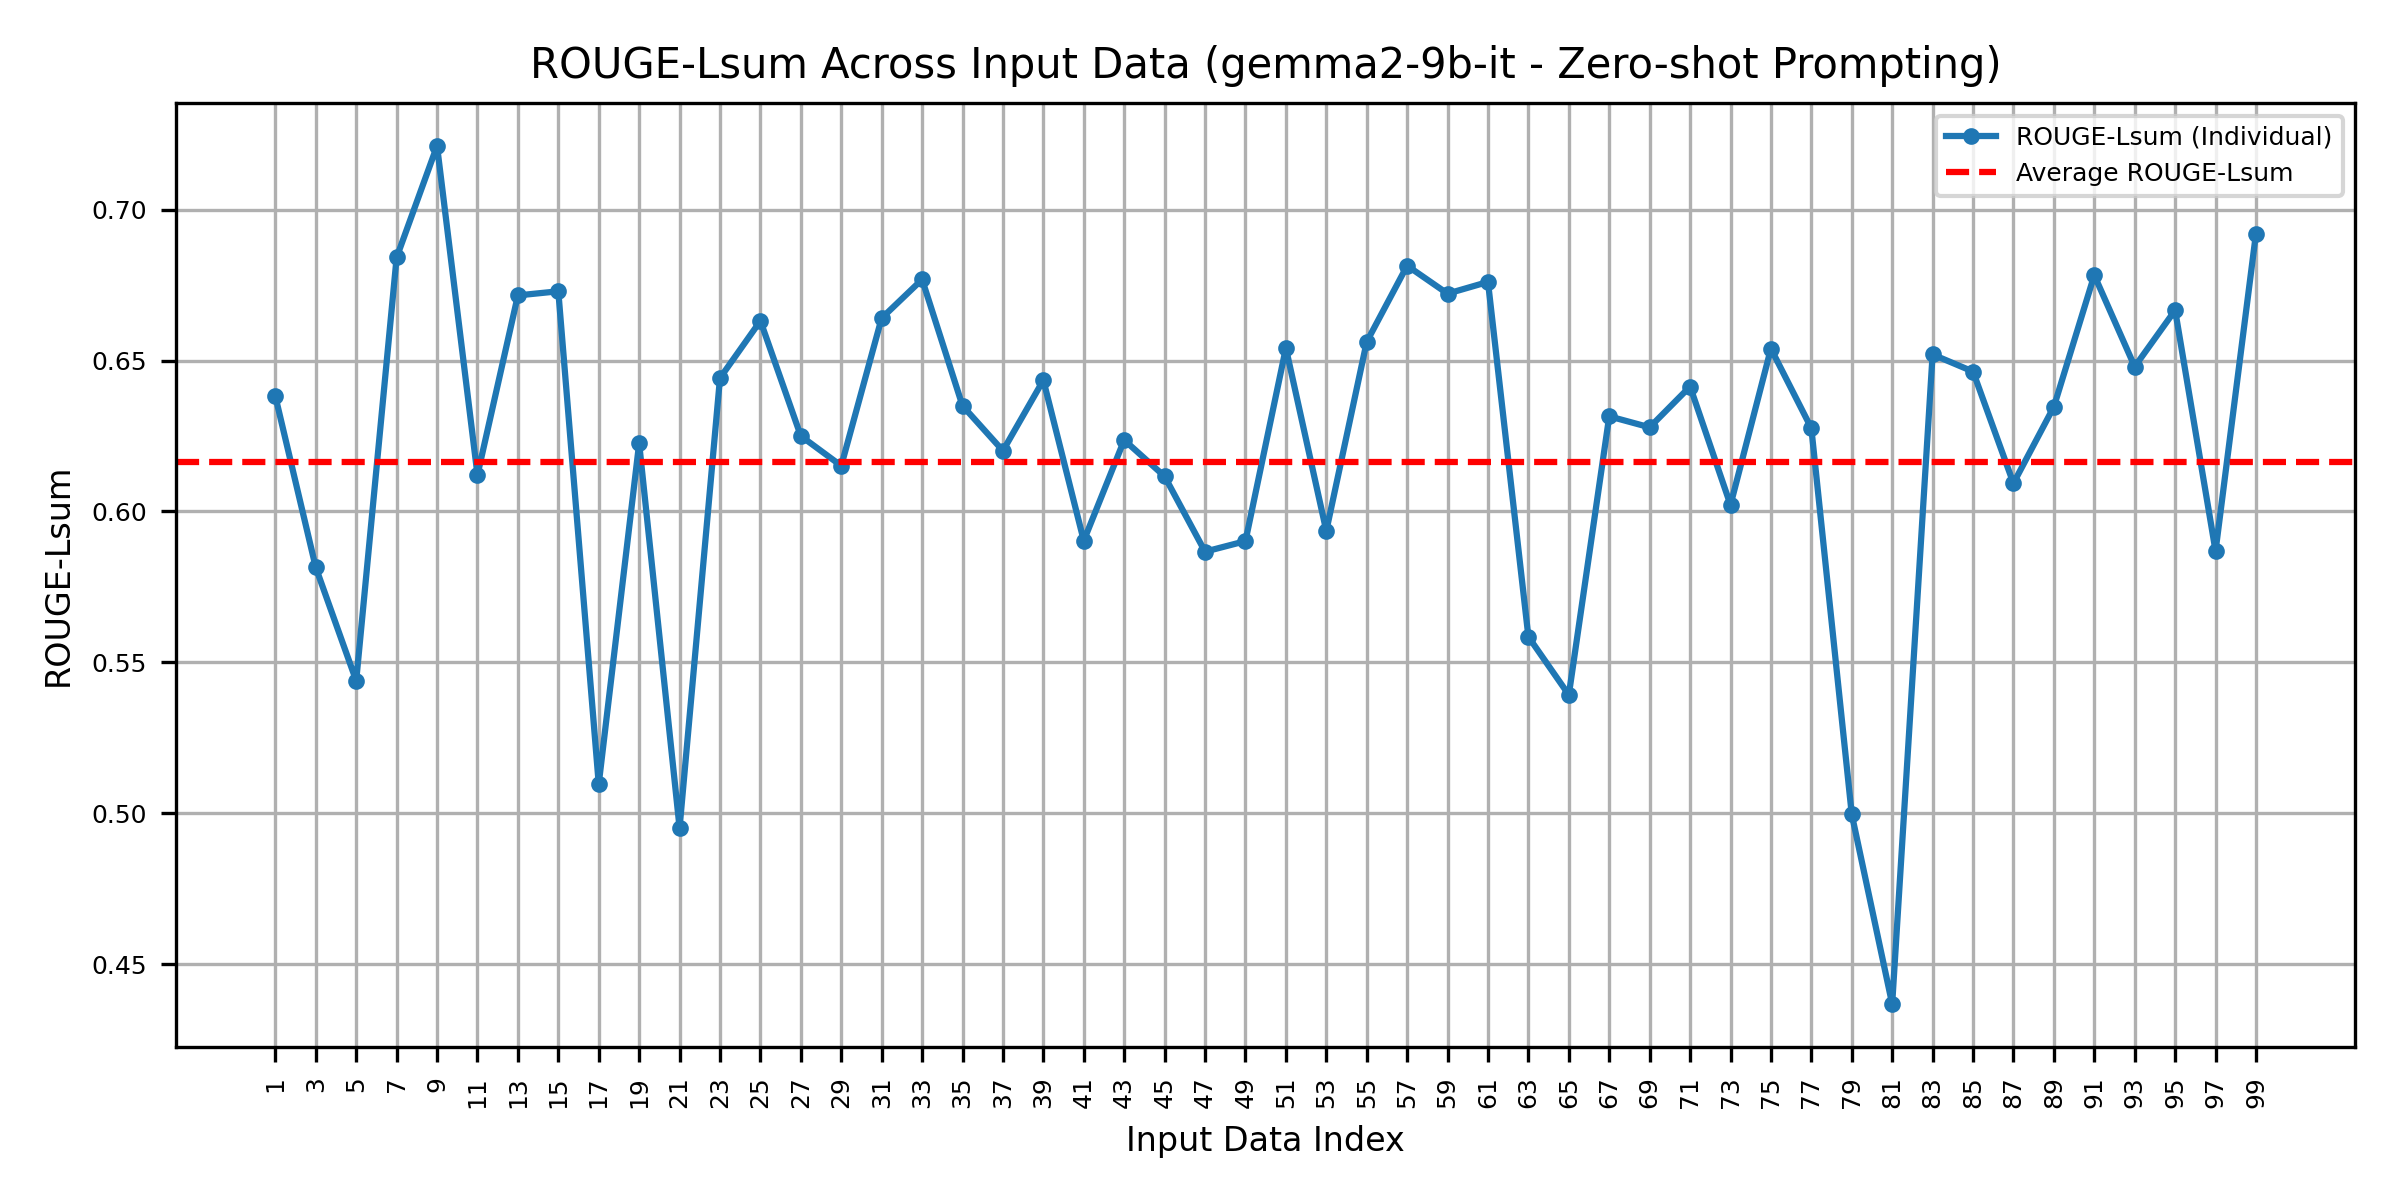 ROUGE-Lsum Across Input Data (gemma2-9b-it - Zero-shot Prompting)
ROUGE-Lsum (Individual)
Average ROUGE-Lsum
ROUGE-Lsum
0.70
0.65
0.60
0.55
0.50
0.45
1 3 5 7 9 11 13 15 17 19 21 23 25 27 29 31 33 35 37 39 41 43 45 47 49 51 53 55 57 59 61 63 65 67 69 71 73 75 77 79 81 83 85 87 89 91 93 95 97 99
Input Data Index